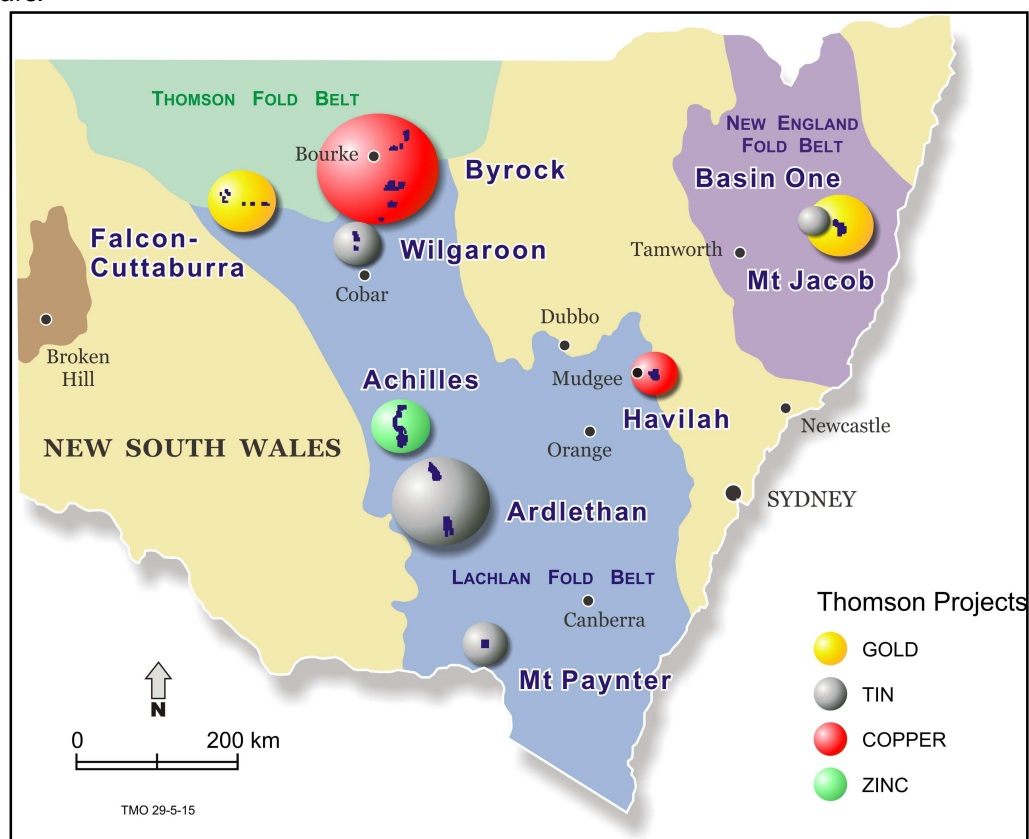 THOMSON FOLD BELT
NEW ENGLAND
FOLD BELT
Bourke
Byrock
Basin One
Falcon-
Cuttaburra
Wilgaroon
Tamworth
Mt Jacob
Cobar
Dubbo
Broken
Hill
Achilles
Mudgee
Havilah
Newcastle
NEW SOUTH WALES
Orange
SYDNEY
Ardlethan
LACHLAN FOLD BELT
Canberra
Mt Paynter
Thomson Projects
GOLD
TIN
COPPER
ZINC
N
0 200 km
TMO 29-5-15